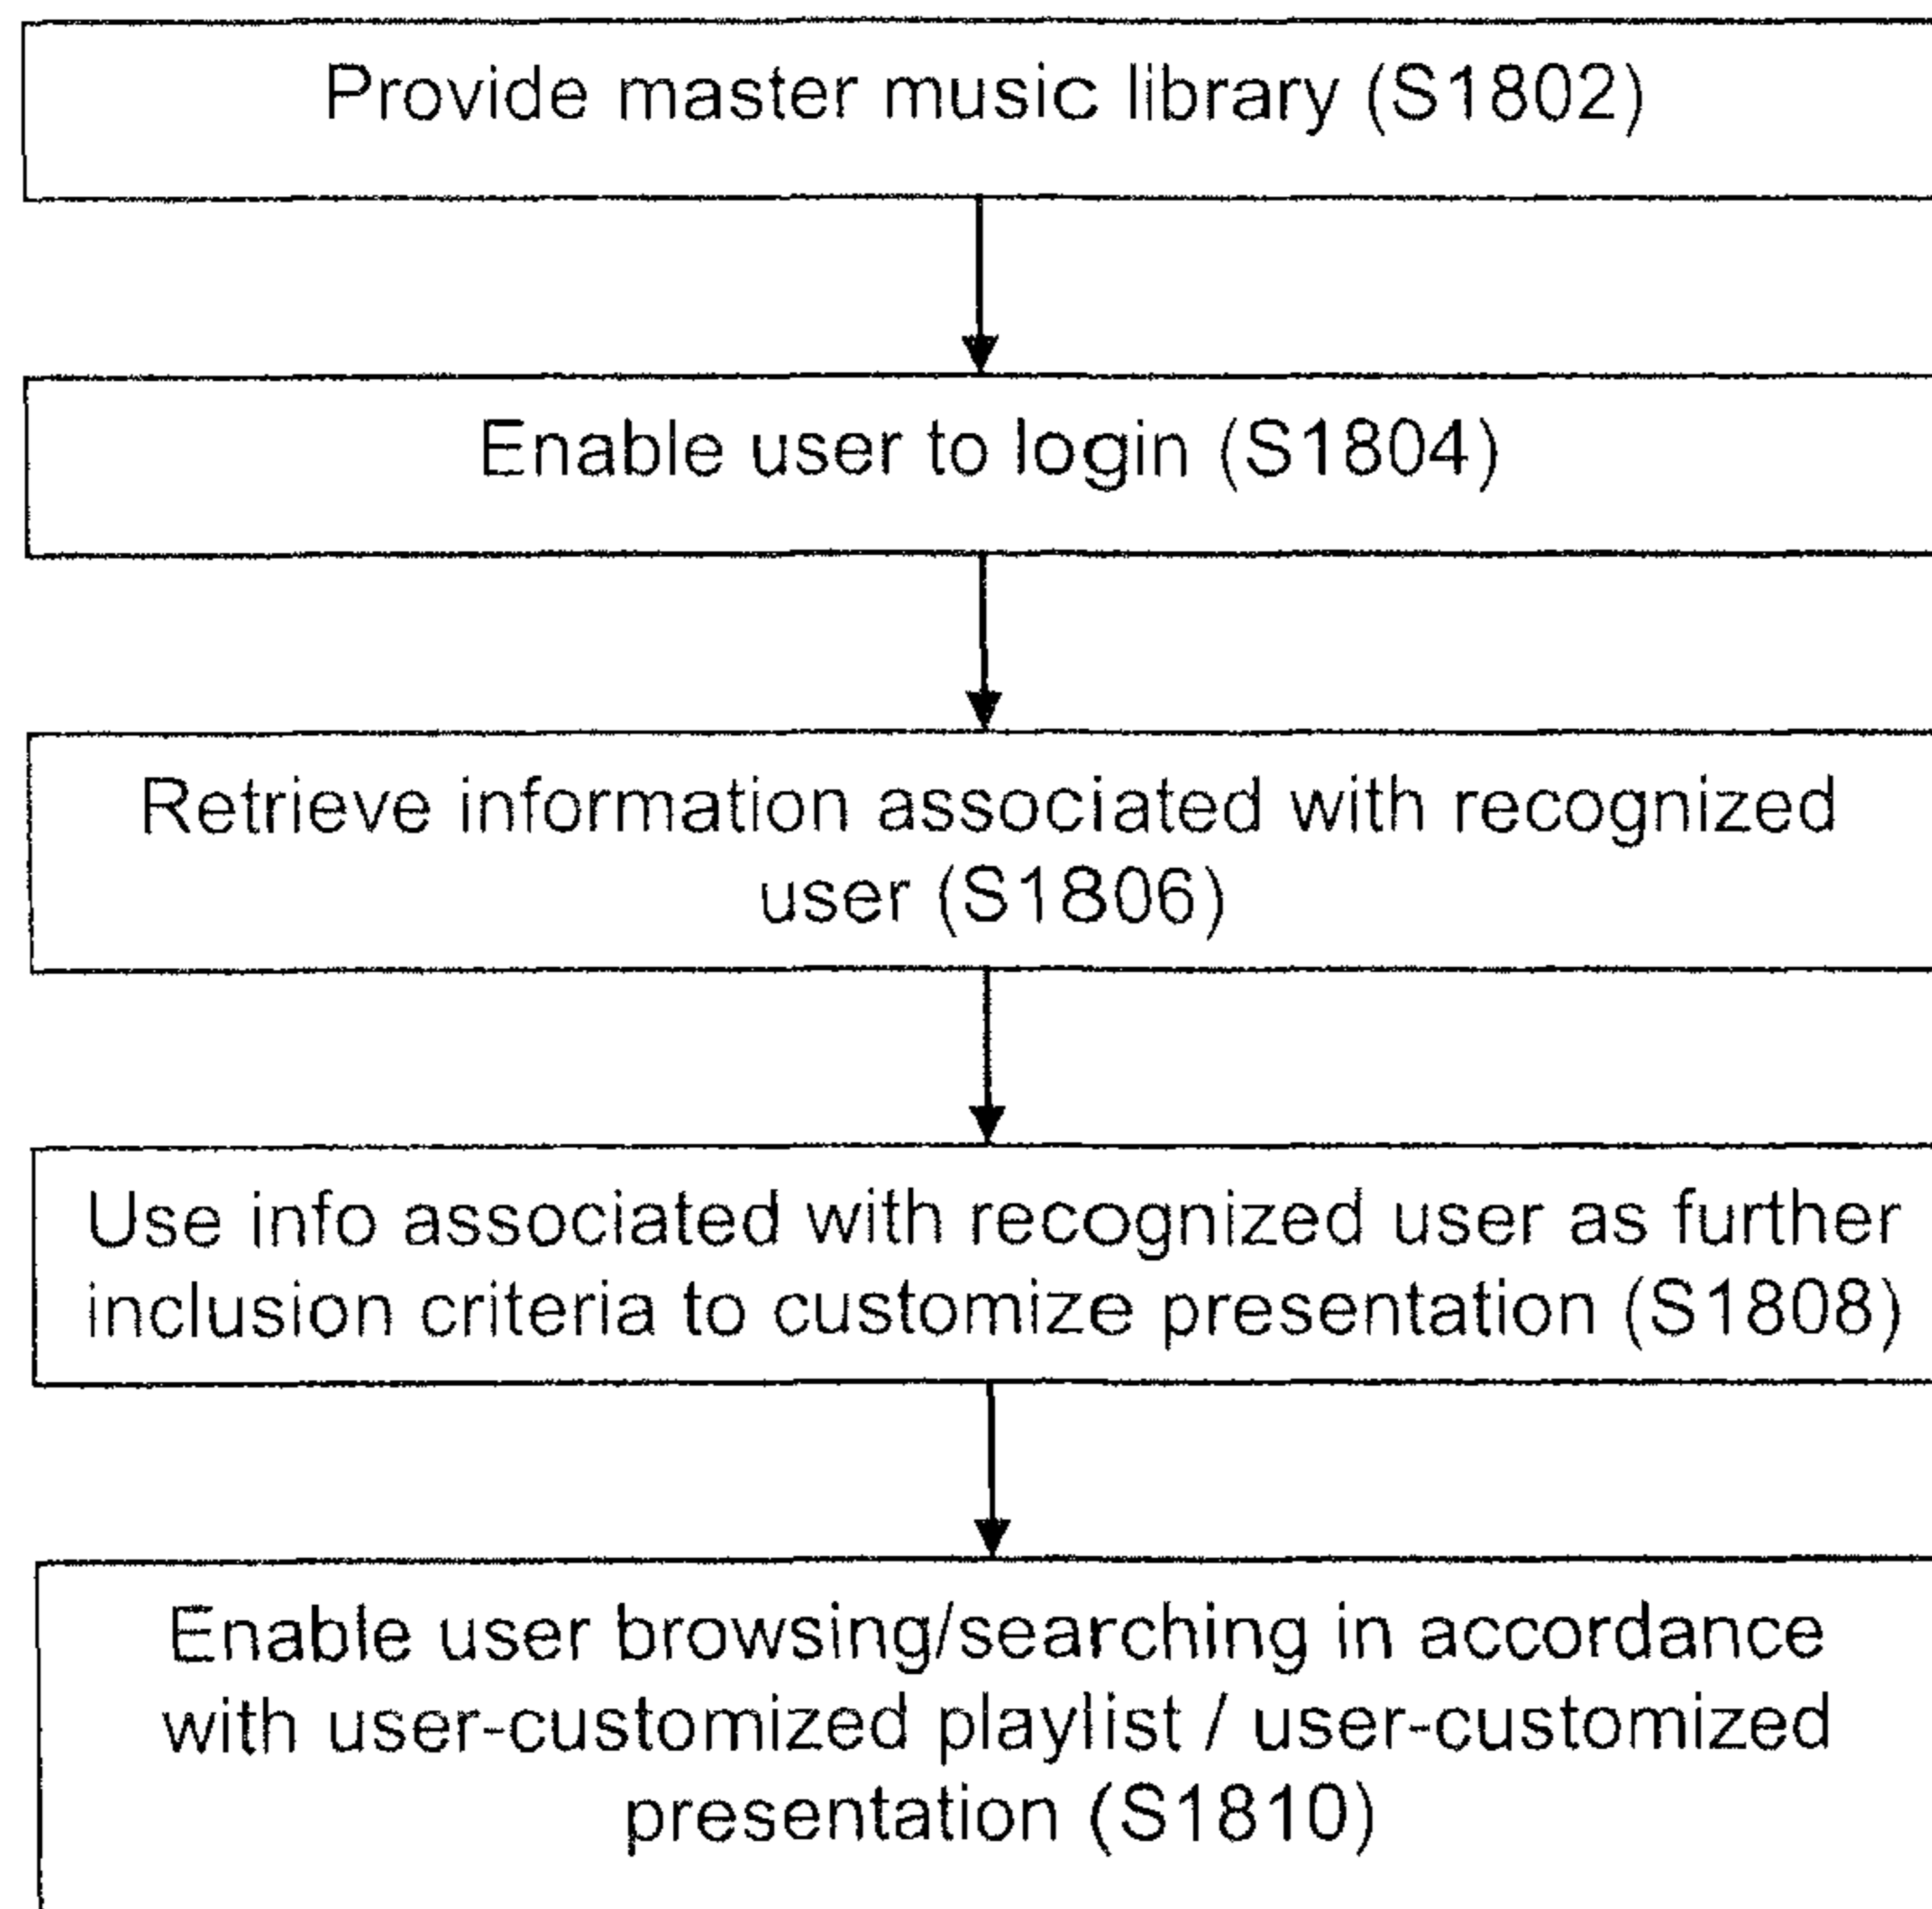 Provide master music library (S1802)
Enable user to login (S1804)
Retrieve information associated with recognized
user (S1806)
Use info associated with recognized user as further
inclusion criteria to customize presentation (S1808)
Enable user browsing/searching in accordance
with user-customized playlist / user-customized
presentation (S1810)